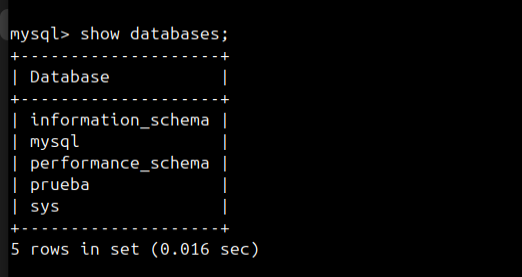 mysql> show databases;
+--------------------+
| Database           |
+--------------------+
| information_schema |
| mysql              |
| performance_schema |
| prueba             |
| sys                |
+--------------------+
5 rows in set (0.016 sec)